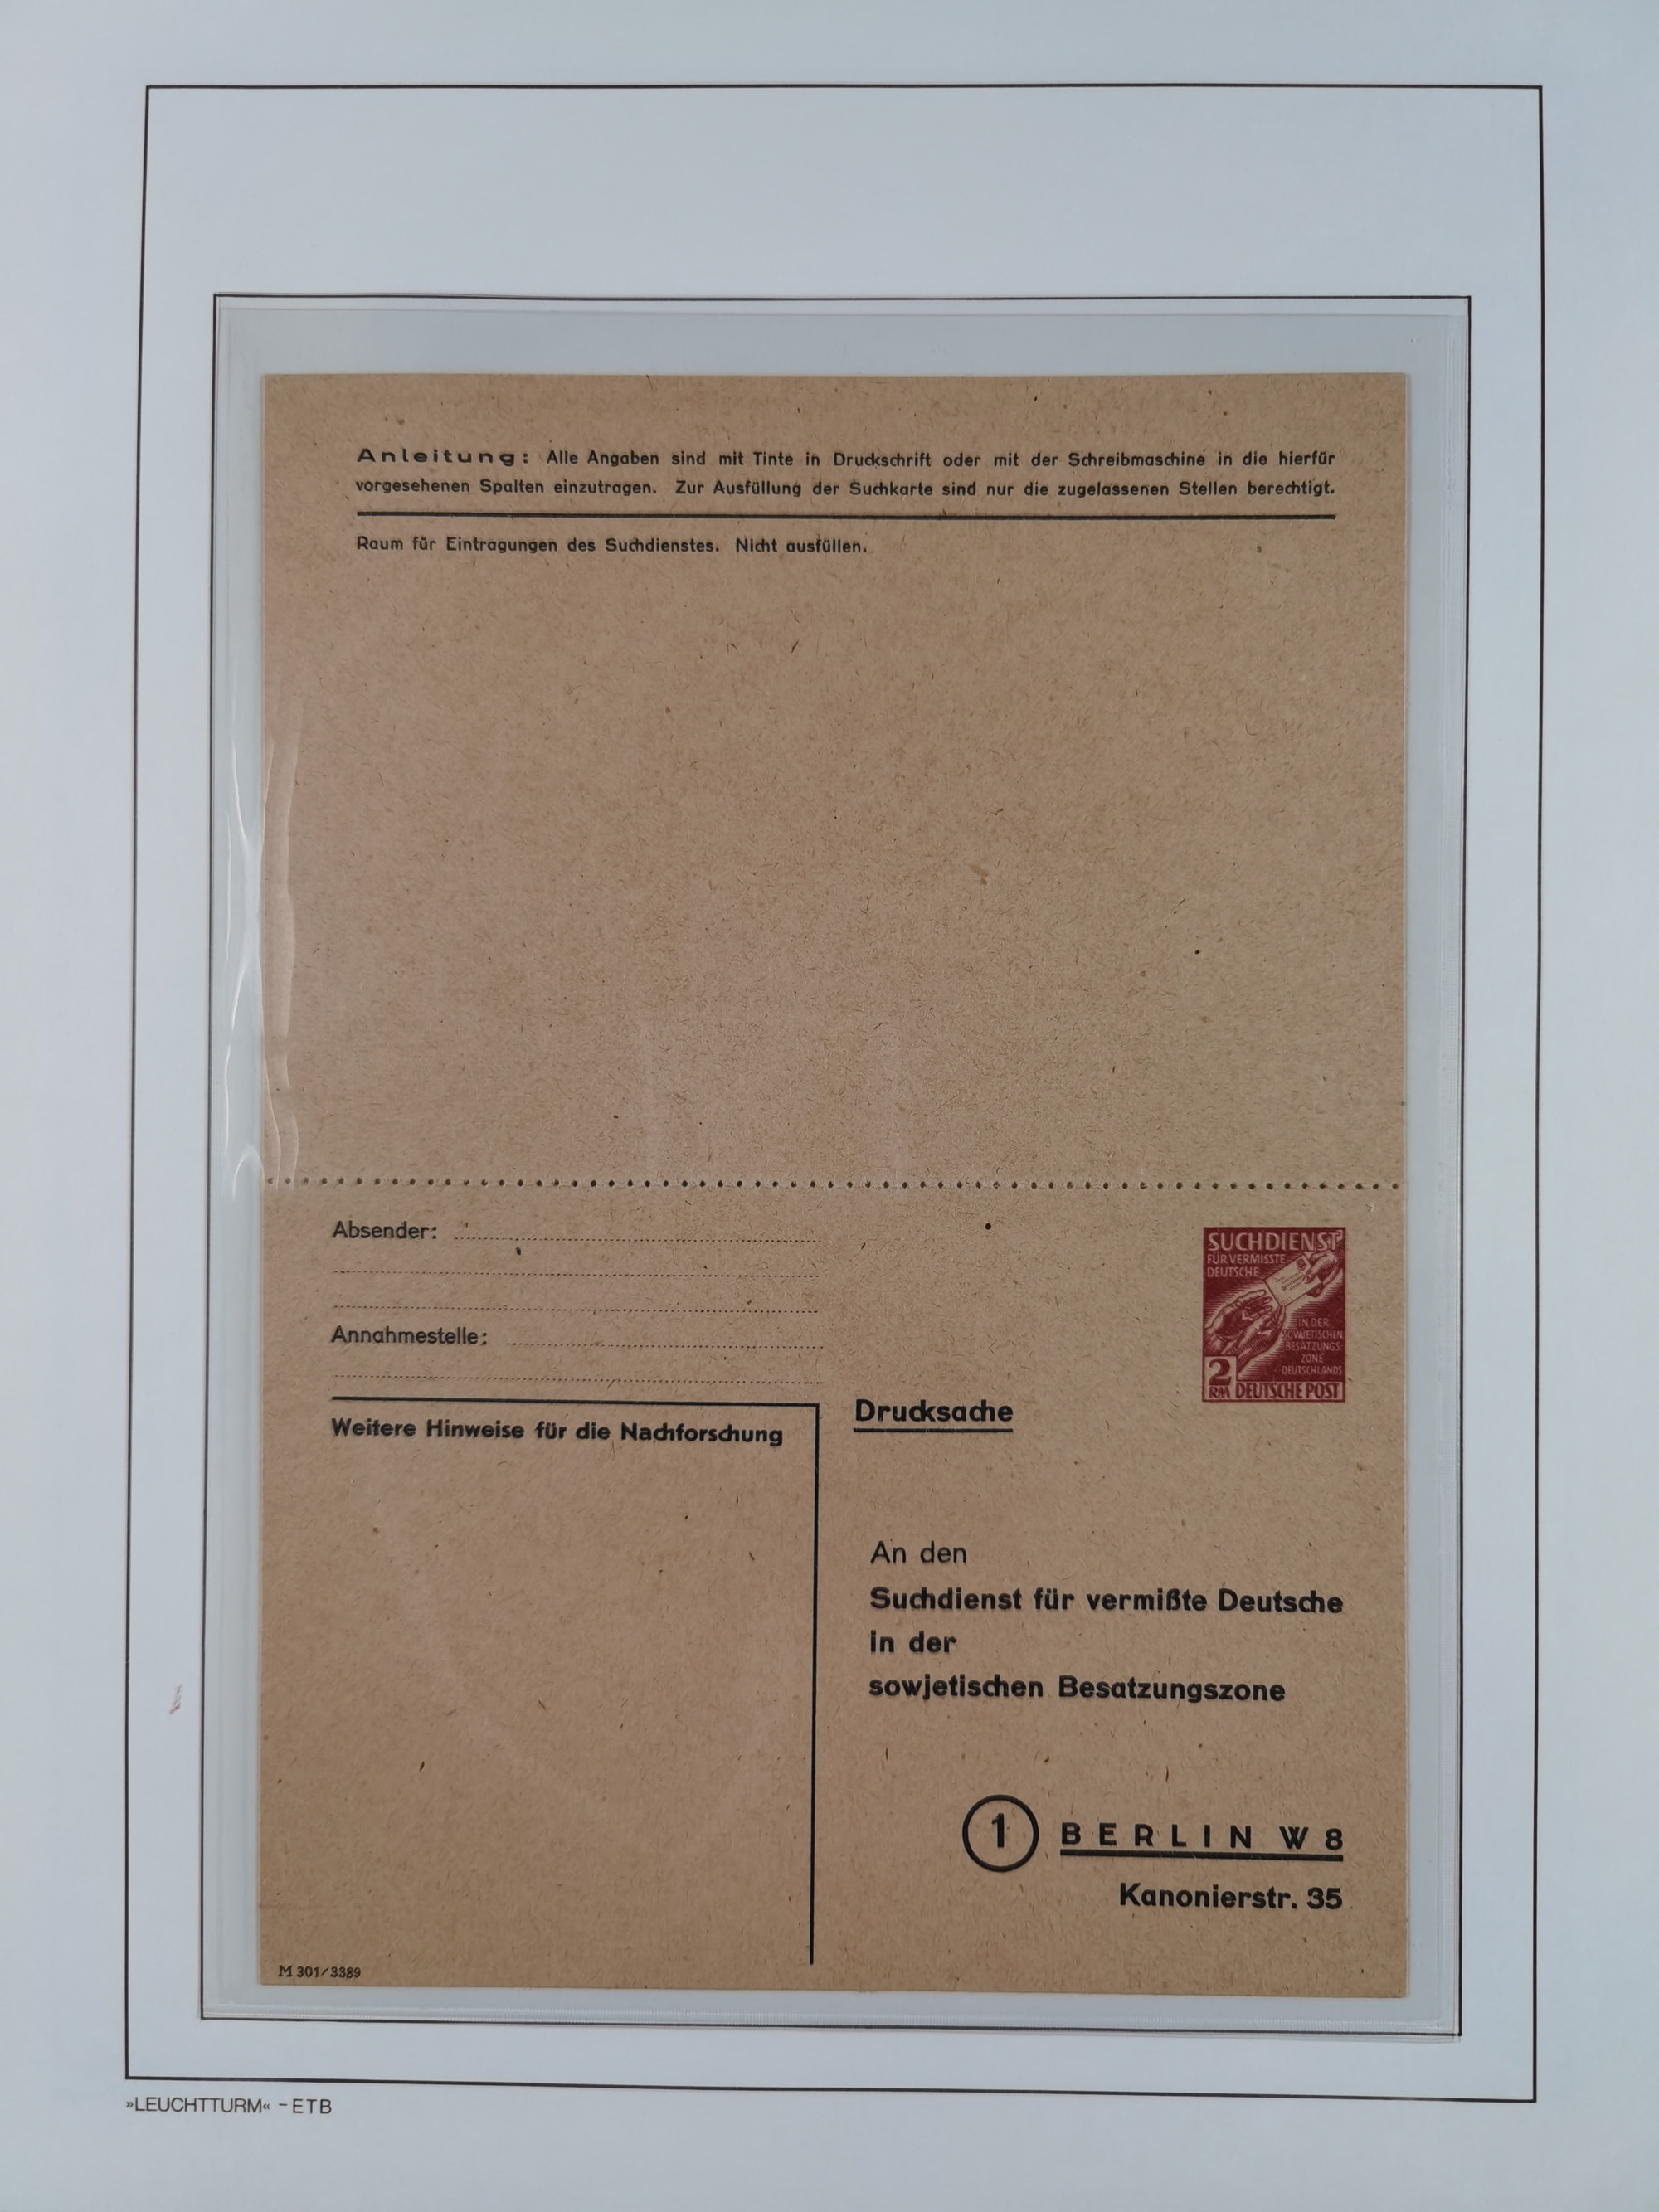 Anleitung: Alle Angaben sind mit Tinte in Druckschrift oder mit der Schreibmaschine in die hierfür
vorgesehenen Spalten einzutragen. Zur Ausfüllung der Suchkarte sind nur die zugelassenen Stellen berechtigt.
Raum für Eintragungen des Suchdienstes. Nicht ausfüllen.
Absender:
Annahmestelle:
Weitere Hinweise für die Nachforschung
SUCHDIENST
FÜR VERMISSTE
DEUTSCHE
IN DER
SOWJETISCHEN
BESATZUNGS-
ZONE
DEUTSCHLANDS
2
RM DEUTSCHE POST
Drucksache
An den
Suchdienst für vermißte Deutsche
in der
sowjetischen Besatzungszone
1 BERLIN W 8
Kanonierstr. 35
M 301/3389
»LEUCHTTURM« - ETB